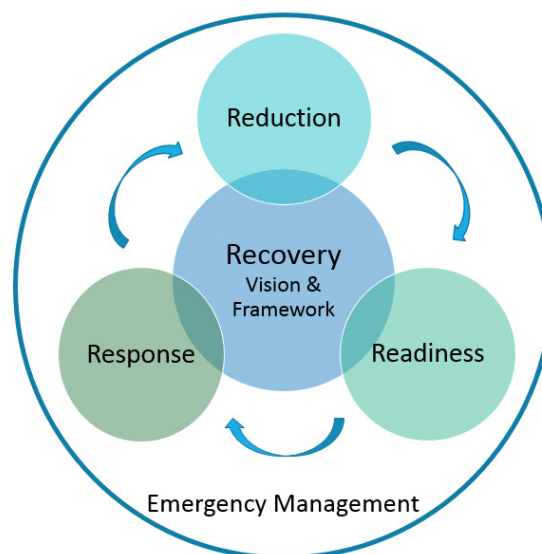 Reduction
Recovery
Vision &
Framework
Response
Readiness
Emergency Management